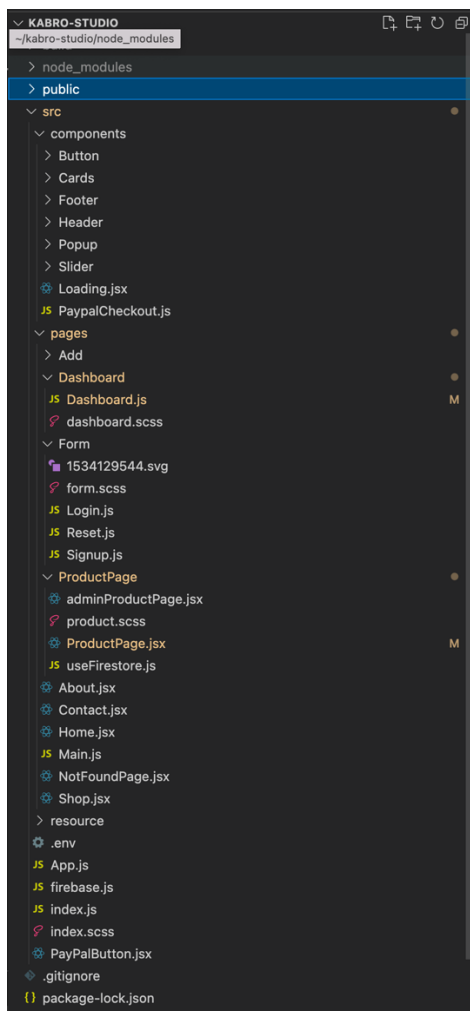 KABRO-STUDIO
~/kabro-studio/node_modules
node_modules
public
src
components
Button
Cards
Footer
Header
Popup
Slider
Loading.jsx
JS PaypalCheckout.js
pages
Add
Dashboard
JS Dashboard.js M
dashboard.scss
Form
1534129544.svg
form.scss
JS Login.js
JS Reset.js
JS Signup.js
ProductPage
adminProductPage.jsx
product.scss
ProductPage.jsx M
JS useFirestore.js
About.jsx
Contact.jsx
Home.jsx
JS Main.js
NotFoundPage.jsx
Shop.jsx
resource
.env
JS App.js
JS firebase.js
JS index.js
index.scss
PayPalButton.jsx
.gitignore
{} package-lock.json